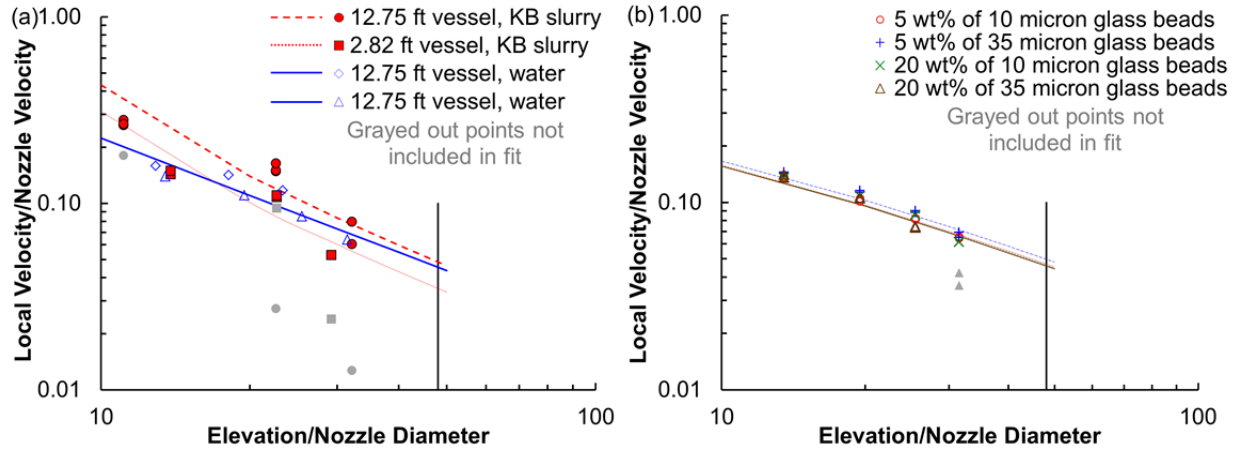 (a)
1.00
0.10
0.01
10
100
Local Velocity/Nozzle Velocity
Elevation/Nozzle Diameter
12.75 ft vessel, KB slurry
2.82 ft vessel, KB slurry
12.75 ft vessel, water
12.75 ft vessel, water
Grayed out points not
included in fit
(b)
1.00
0.10
0.01
10
100
Local Velocity/Nozzle Velocity
Elevation/Nozzle Diameter
5 wt% of 10 micron glass beads
5 wt% of 35 micron glass beads
20 wt% of 10 micron glass beads
20 wt% of 35 micron glass beads
Grayed out points not
included in fit